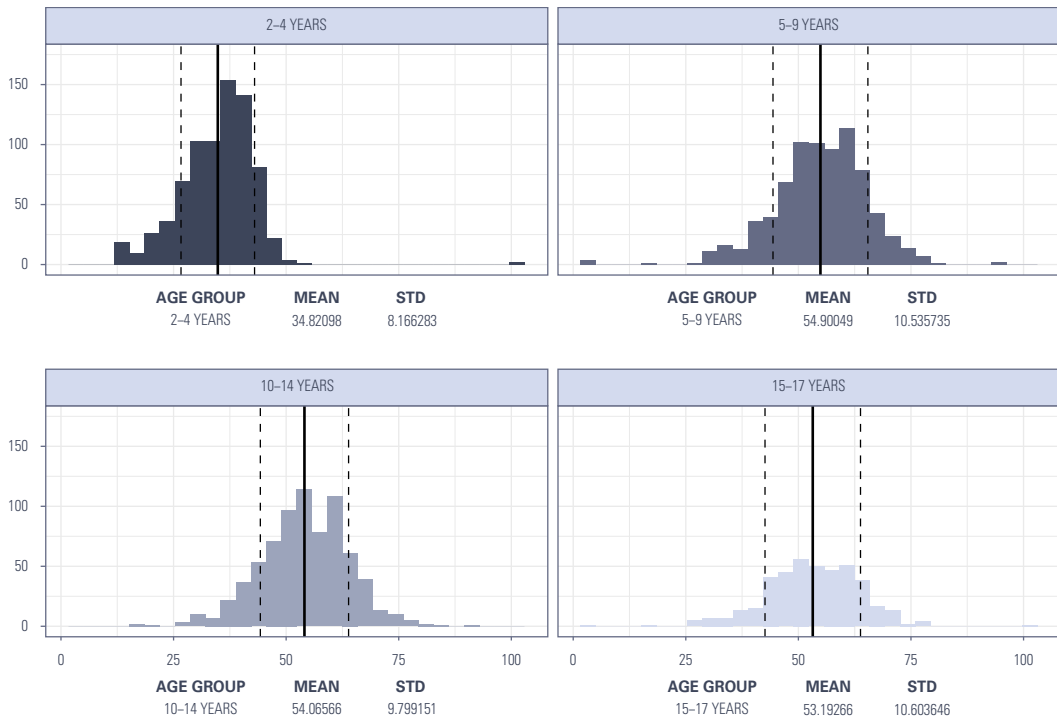 2–4 YEARS
5–9 YEARS
150
100
50
0
AGE GROUP MEAN STD
2–4 YEARS 34.82098 8.166283
AGE GROUP MEAN STD
5–9 YEARS 54.90049 10.535735
10–14 YEARS
15–17 YEARS
150
100
50
0
0 25 50 75 100
0 25 50 75 100
AGE GROUP MEAN STD
10–14 YEARS 54.06566 9.799151
AGE GROUP MEAN STD
15–17 YEARS 53.19266 10.603646